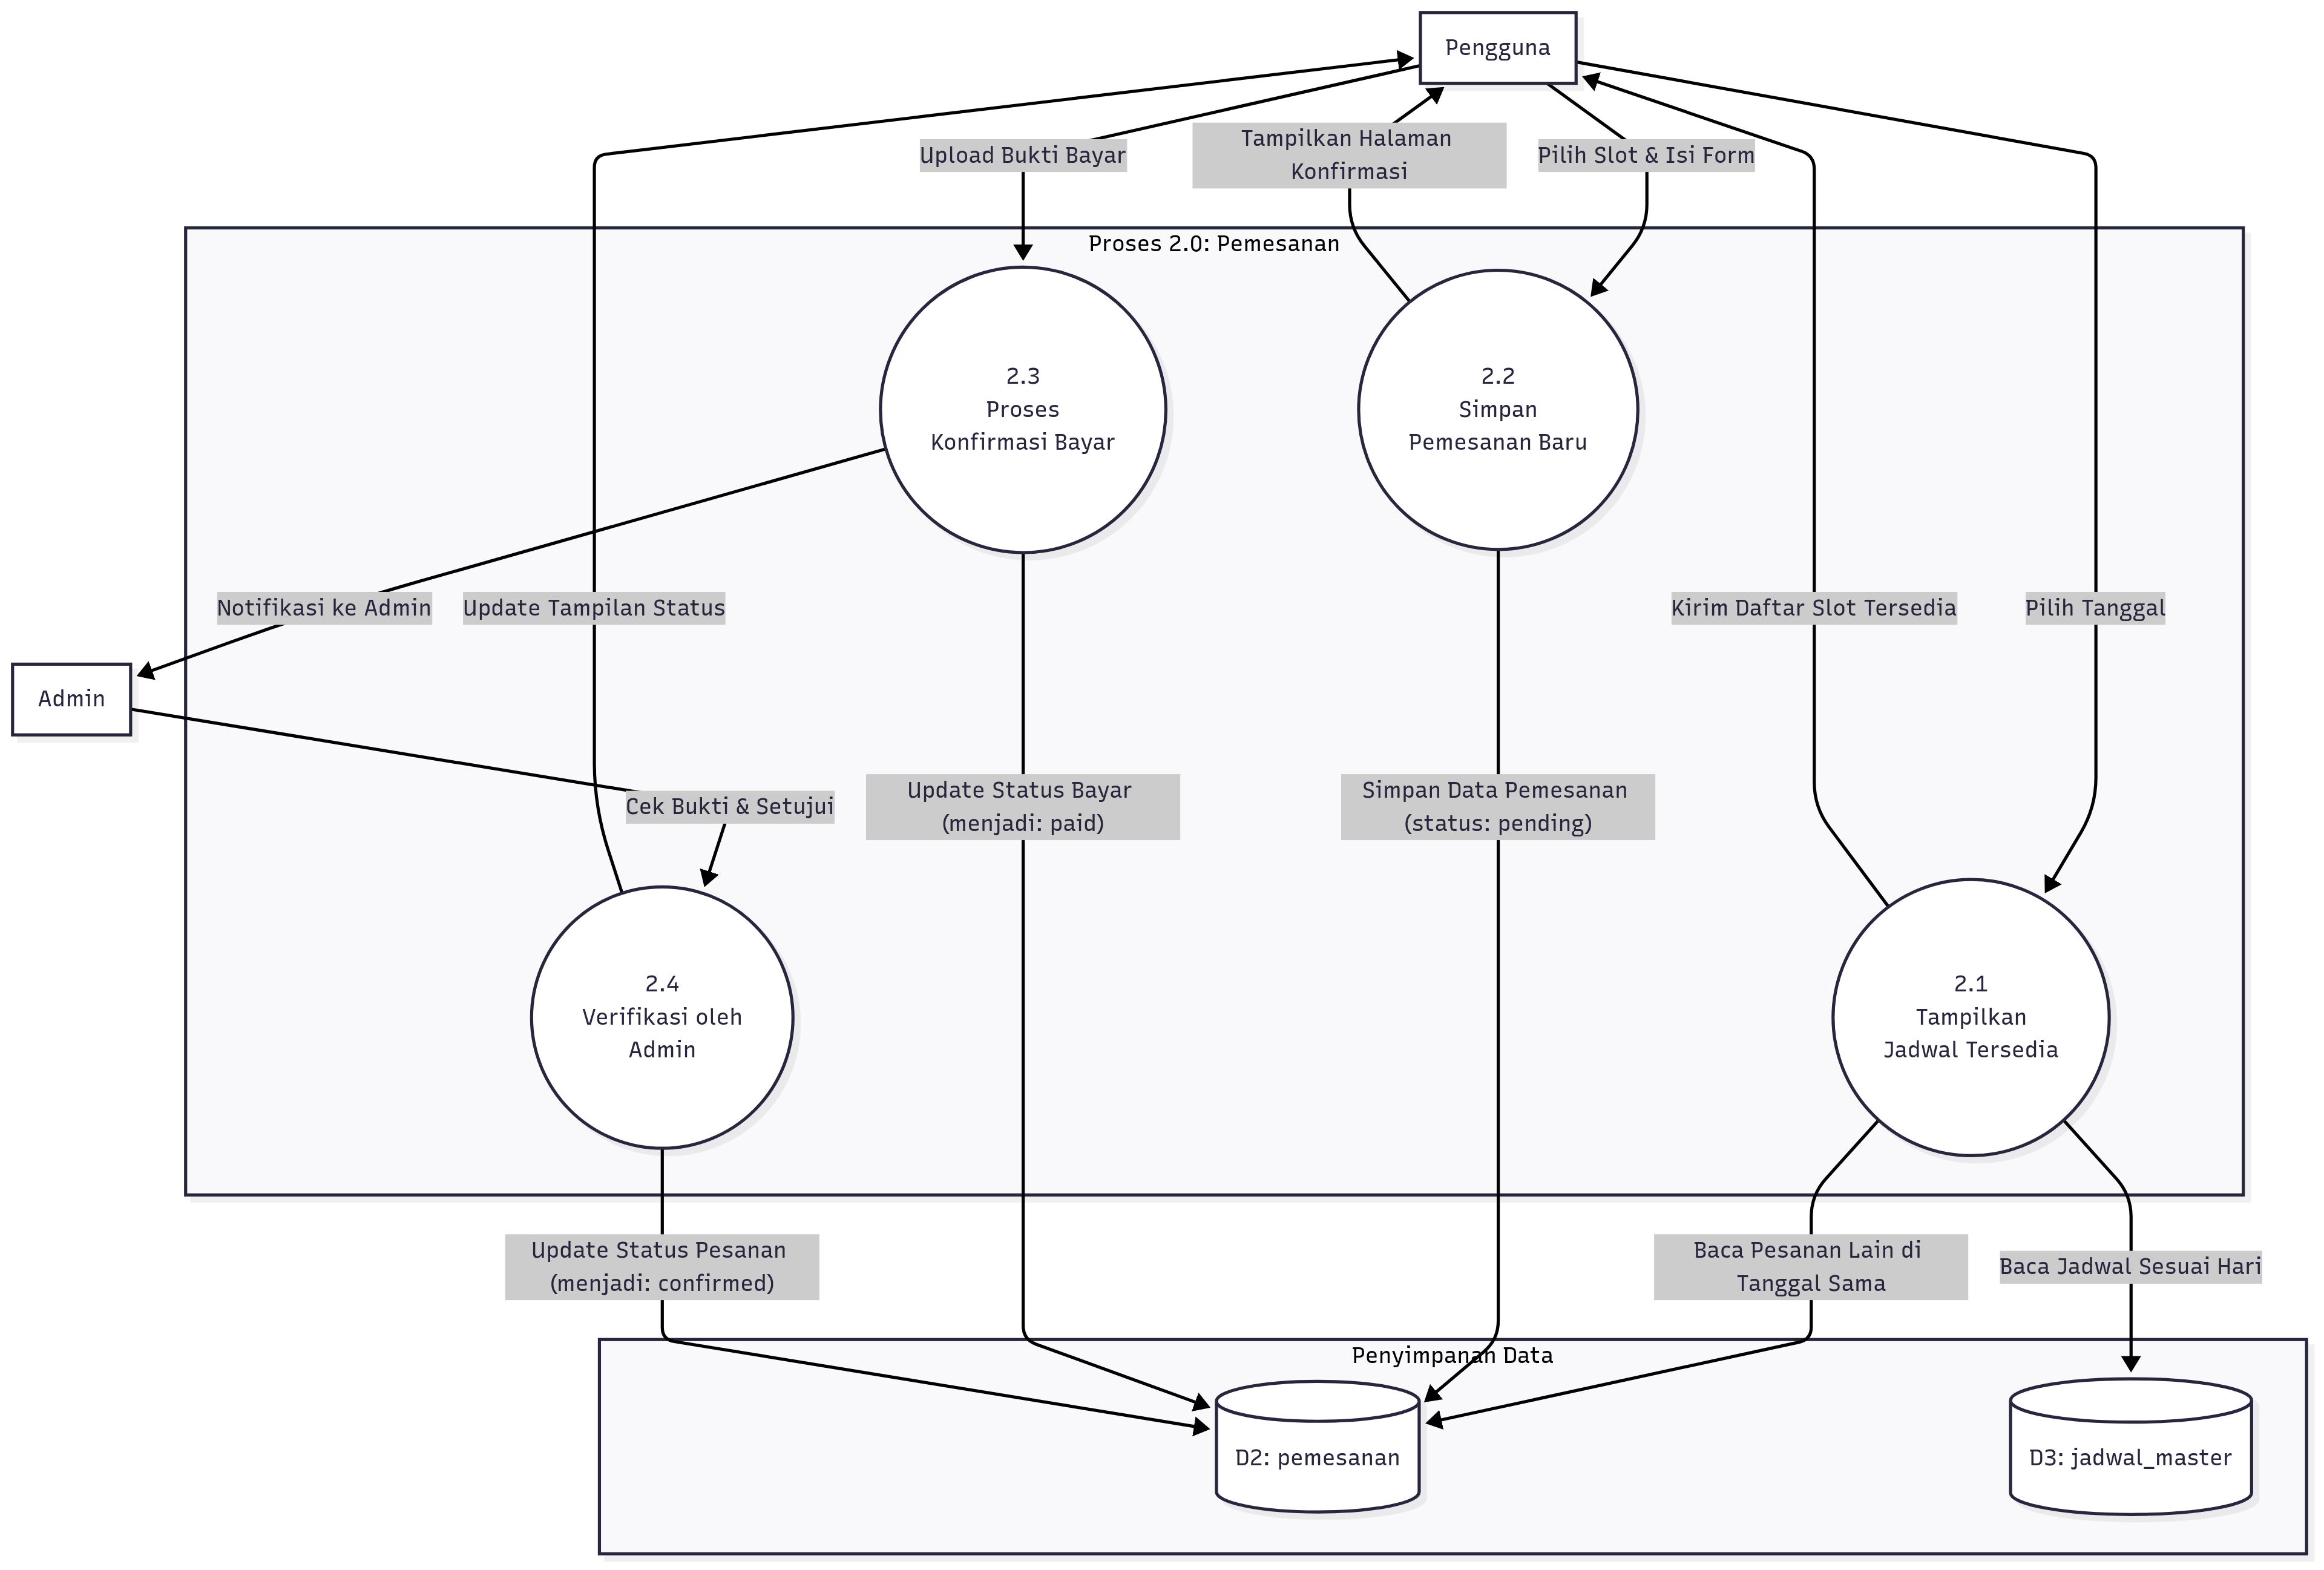 Pengguna
Upload Bukti Bayar
Tampilkan Halaman
Konfirmasi
Pilih Slot & Isi Form
Proses 2.0: Pemesanan
2.3
Proses
Konfirmasi Bayar
2.2
Simpan
Pemesanan Baru
Notifikasi ke Admin
Update Tampilan Status
Kirim Daftar Slot Tersedia
Pilih Tanggal
Admin
Cek Bukti & Setujui
Update Status Bayar
(menjadi: paid)
Simpan Data Pemesanan
(status: pending)
2.4
Verifikasi oleh
Admin
2.1
Tampilkan
Jadwal Tersedia
Update Status Pesanan
(menjadi: confirmed)
Baca Pesanan Lain di
Tanggal Sama
Baca Jadwal Sesuai Hari
Penyimpanan Data
D2: pemesanan
D3: jadwal_master